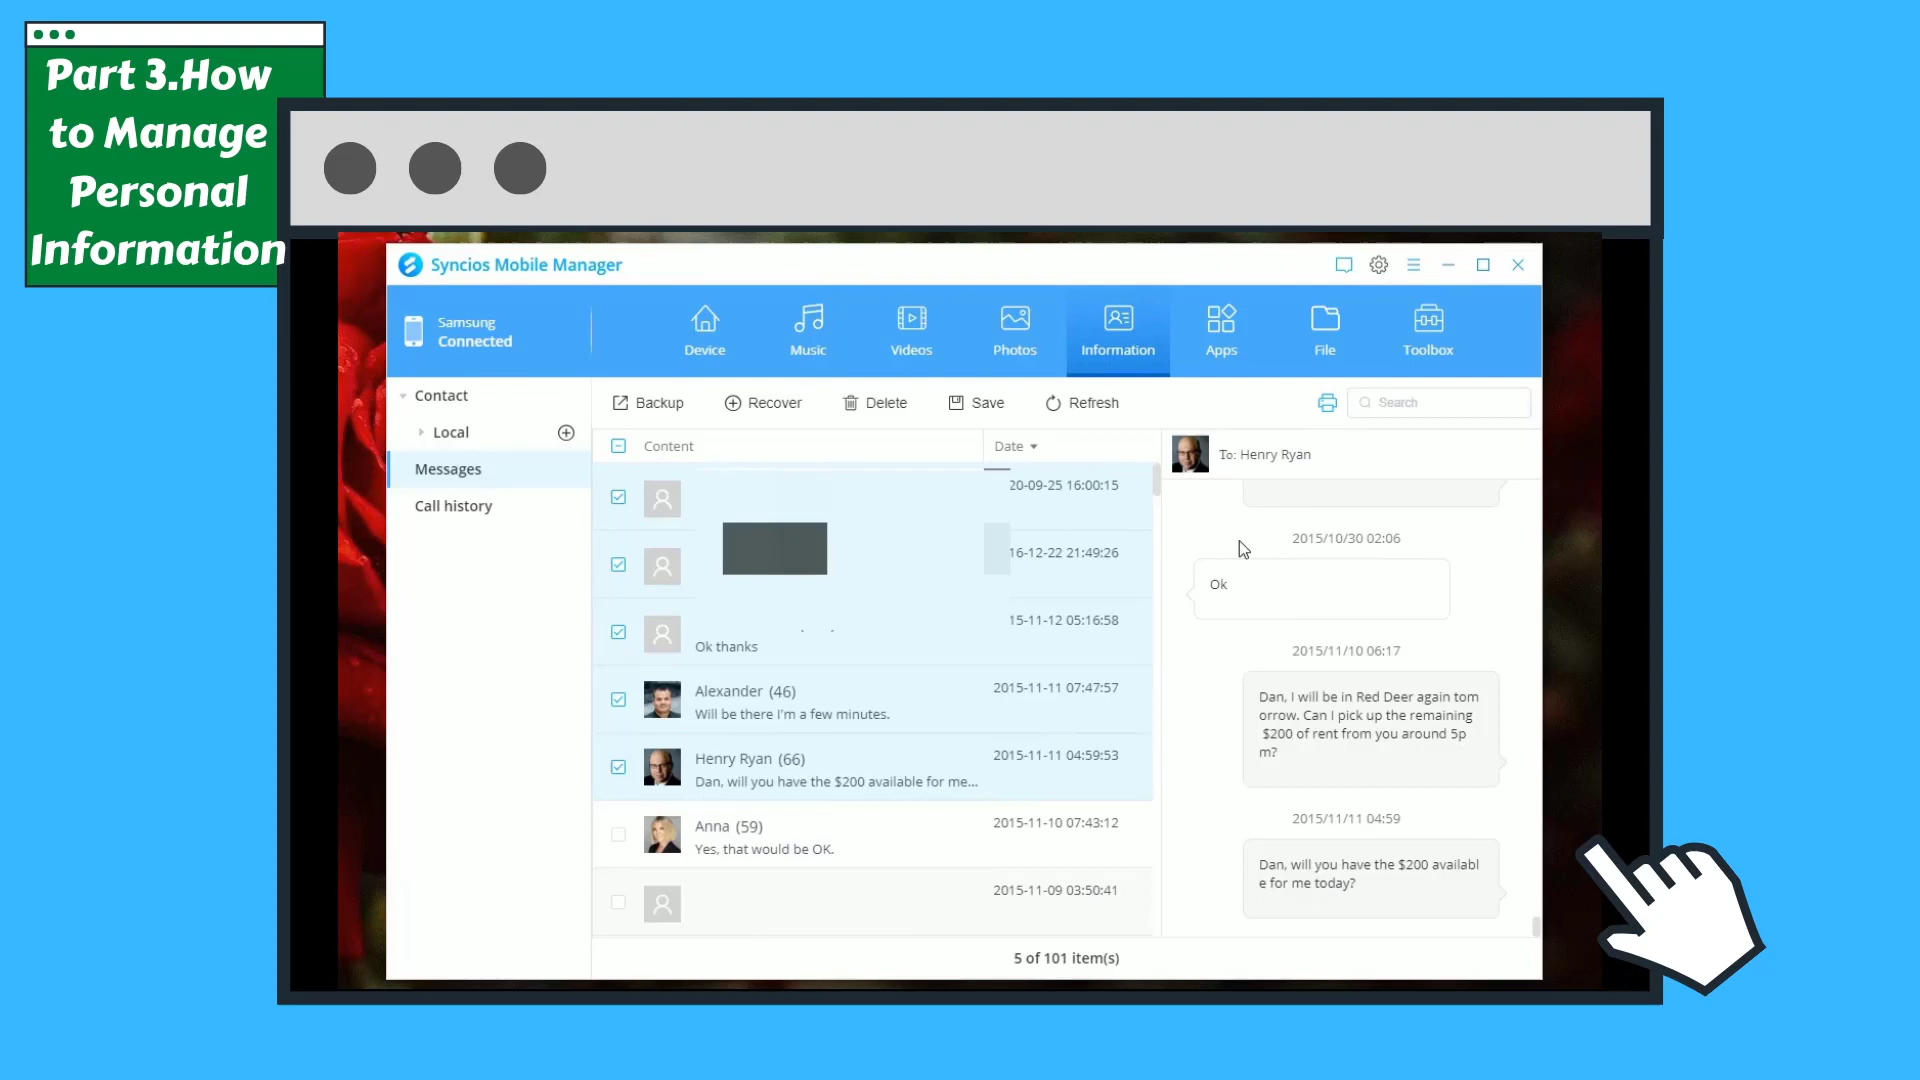 Part 3.How
to Manage
Personal
Information
Syncios Mobile Manager
Samsung
Connected
Device
Music
Videos
Photos
Information
Apps
File
Toolbox
Contact
Local
Messages
Call history
Backup
Recover
Delete
Save
Refresh
Search
Content
Date
20-09-25 16:00:15
16-12-22 21:49:26
15-11-12 05:16:58
Ok thanks
Alexander (46)
2015-11-11 07:47:57
Will be there I'm a few minutes.
Henry Ryan (66)
2015-11-11 04:59:53
Dan, will you have the $200 available for me...
Anna (59)
2015-11-10 07:43:12
Yes, that would be OK.
2015-11-09 03:50:41
5 of 101 item(s)
To: Henry Ryan
2015/10/30 02:06
Ok
2015/11/10 06:17
Dan, I will be in Red Deer again tom
orrow. Can I pick up the remaining
$200 of rent from you around 5p
m?
2015/11/11 04:59
Dan, will you have the $200 availabl
e for me today?